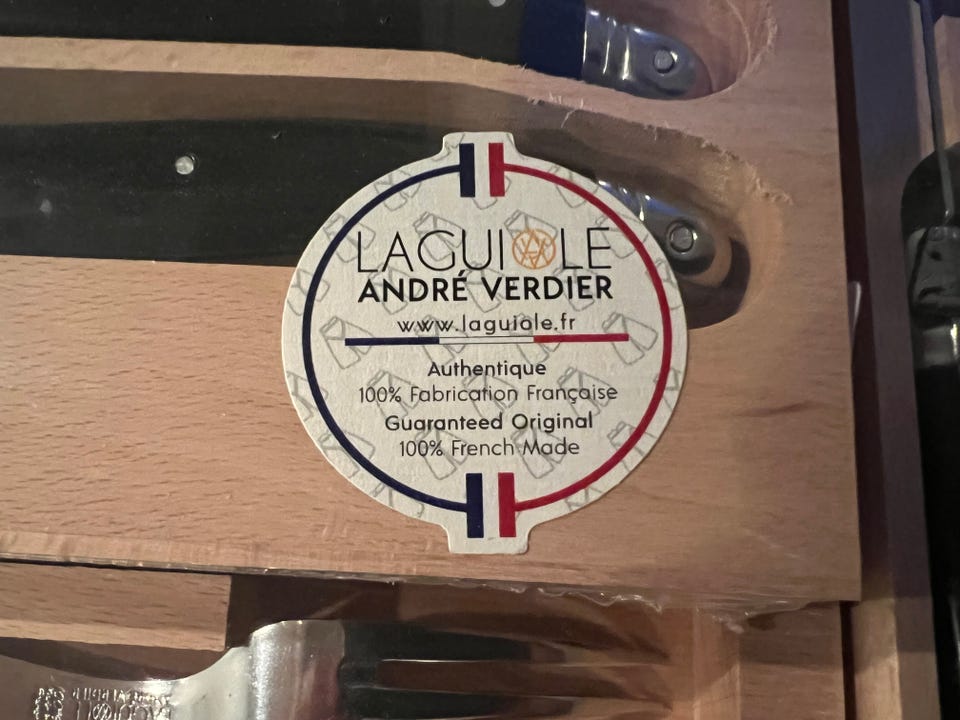 LAGUIOLE
ANDRÉ VERDIER
www.laguiole.fr
Authentique
100% Fabrication Française
Guaranteed Original
100% French Made